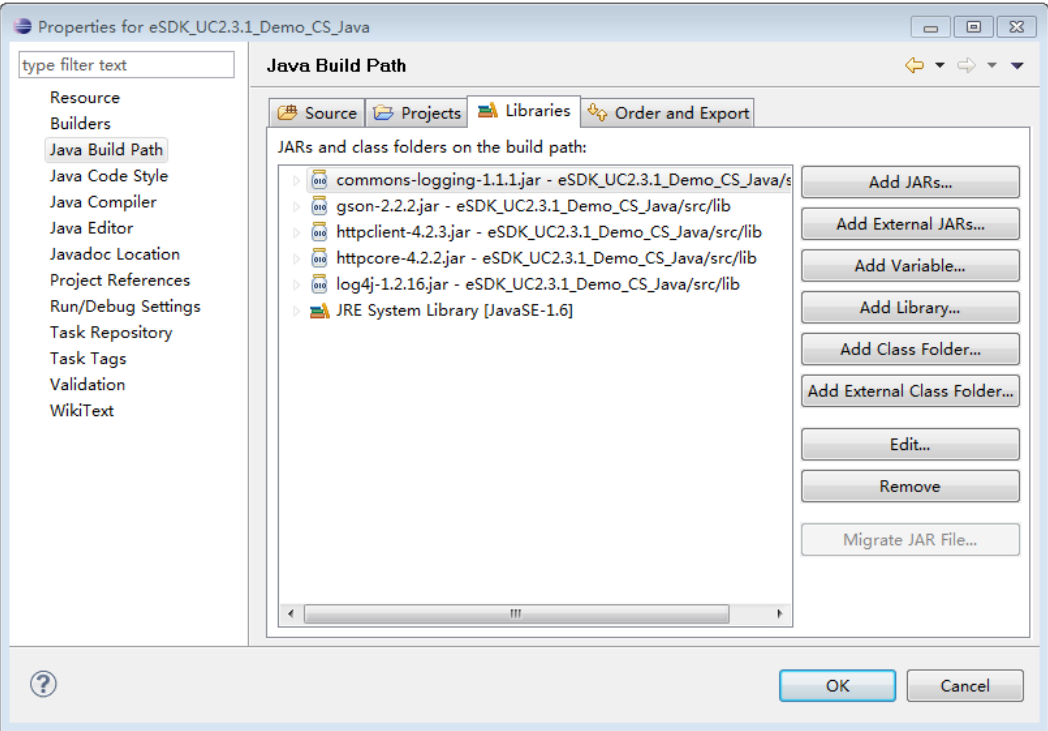 Properties for eSDK_UC2.3.1_Demo_CS_Java
type filter text
Resource
Builders
Java Build Path
Java Code Style
Java Compiler
Java Editor
Javadoc Location
Project References
Run/Debug Settings
Task Repository
Task Tags
Validation
WikiText
Java Build Path
Source
Projects
Libraries
Order and Export
JARs and class folders on the build path:
commons-logging-1.1.1.jar - eSDK_UC2.3.1_Demo_CS_Java/s
gson-2.2.2.jar - eSDK_UC2.3.1_Demo_CS_Java/src/lib
httpclient-4.2.3.jar - eSDK_UC2.3.1_Demo_CS_Java/src/lib
httpcore-4.2.2.jar - eSDK_UC2.3.1_Demo_CS_Java/src/lib
log4j-1.2.16.jar - eSDK_UC2.3.1_Demo_CS_Java/src/lib
JRE System Library [JavaSE-1.6]
Add JARs...
Add External JARs...
Add Variable...
Add Library...
Add Class Folder...
Add External Class Folder...
Edit...
Remove
Migrate JAR File...
OK
Cancel